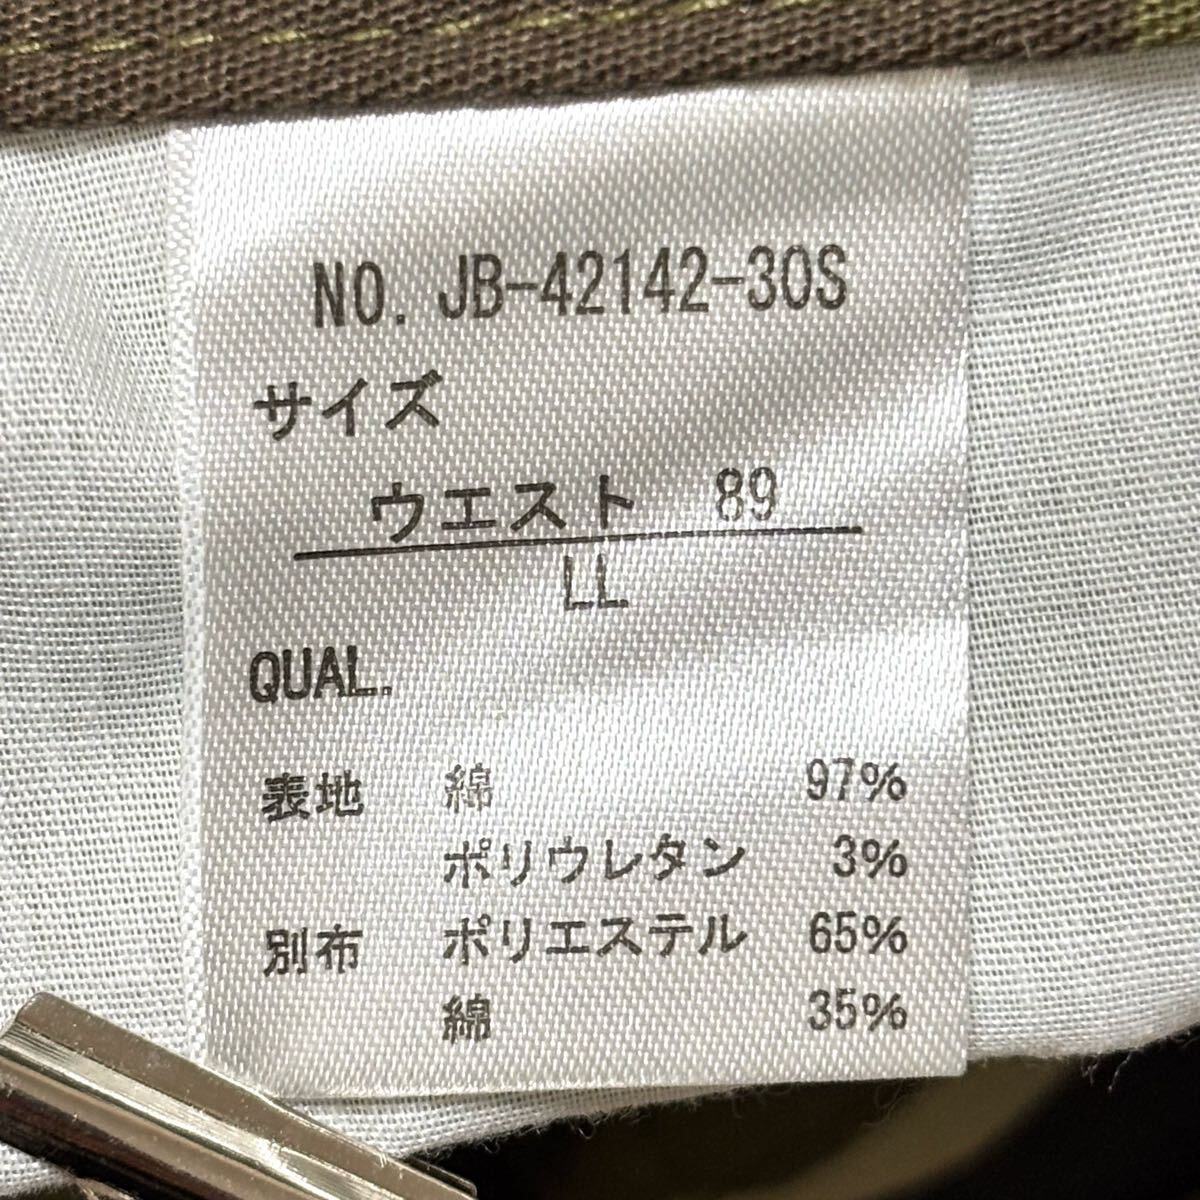 NO. JB-42142-30S
サイズ
ウエスト 89
LL
QUAL.
表地 綿 97%
ポリウレタン 3%
別布 ポリエステル 65%
綿 35%